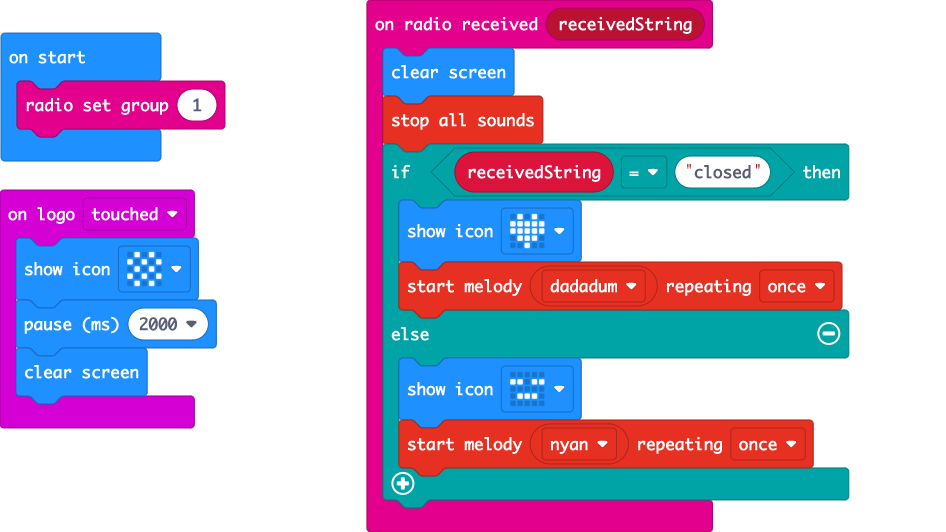 on start
radio set group 1
on logo touched
show icon
pause (ms) 2000
clear screen
on radio received receivedString
clear screen
stop all sounds
if receivedString = "closed" then
show icon
start melody dadadum repeating once
else
show icon
start melody nyan repeating once